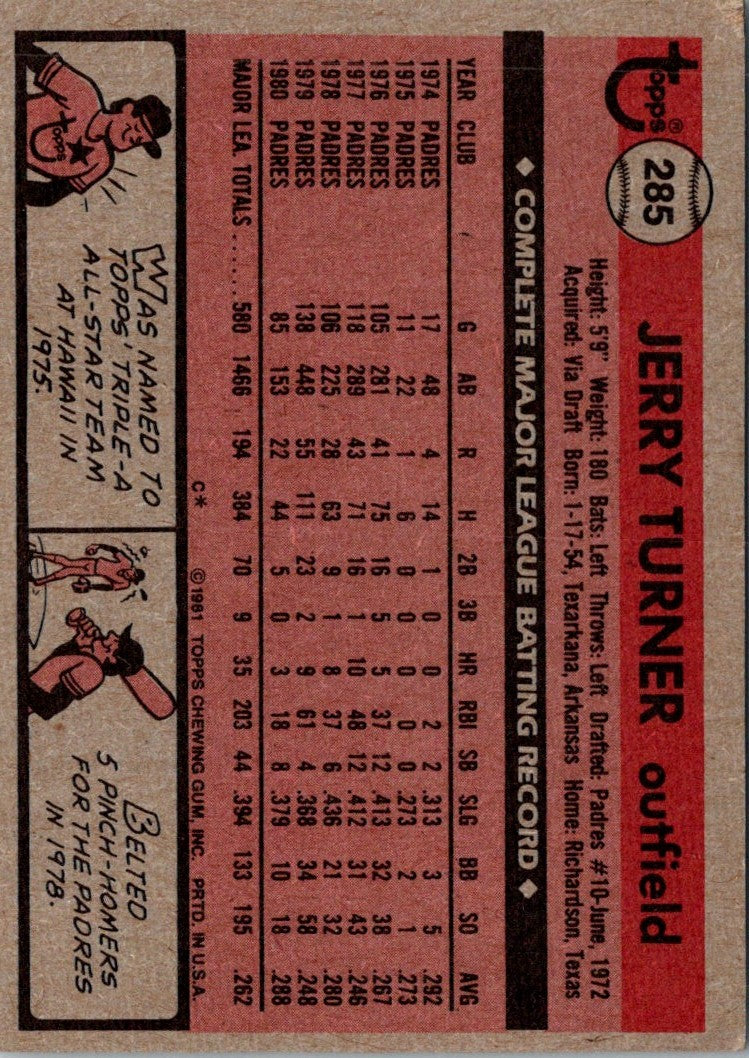 topps®
285
JERRY TURNER outfield
Height: 5'9" Weight: 180 Bats: Left Throws: Left Drafted: Padres #10-June, 1972
Acquired: Via Draft Born: 1-17-54, Texarkana, Arkansas Home: Richardson, Texas
◆ COMPLETE MAJOR LEAGUE BATTING RECORD ◆
YEAR CLUB G AB R H 2B 3B HR RBI SB SLG BB SO AVG
1974 PADRES 17 48 4 14 1 0 0 2 2 .313 3 5 .292
1975 PADRES 11 22 1 6 0 0 0 0 0 .273 2 1 .273
1976 PADRES 105 281 41 75 16 5 5 37 12 .413 32 38 .267
1977 PADRES 118 289 43 71 16 1 10 48 12 .412 31 43 .246
1978 PADRES 106 225 28 63 9 1 8 37 6 .436 21 32 .280
1979 PADRES 138 448 55 111 23 2 9 61 4 .368 34 58 .248
1980 PADRES 85 153 22 44 5 0 3 18 8 .379 10 18 .288
MAJOR LEA. TOTALS...... 580 1466 194 384 70 9 35 203 44 .394 133 195 .262
C* ©1981 TOPPS CHEWING GUM, INC. PRTD. IN U.S.A.
topps
WAS NAMED TO
TOPPS' TRIPLE-A
ALL-STAR TEAM
AT HAWAII IN
1975.
BELTED
5 PINCH-HOMERS
FOR THE PADRES
IN 1978.